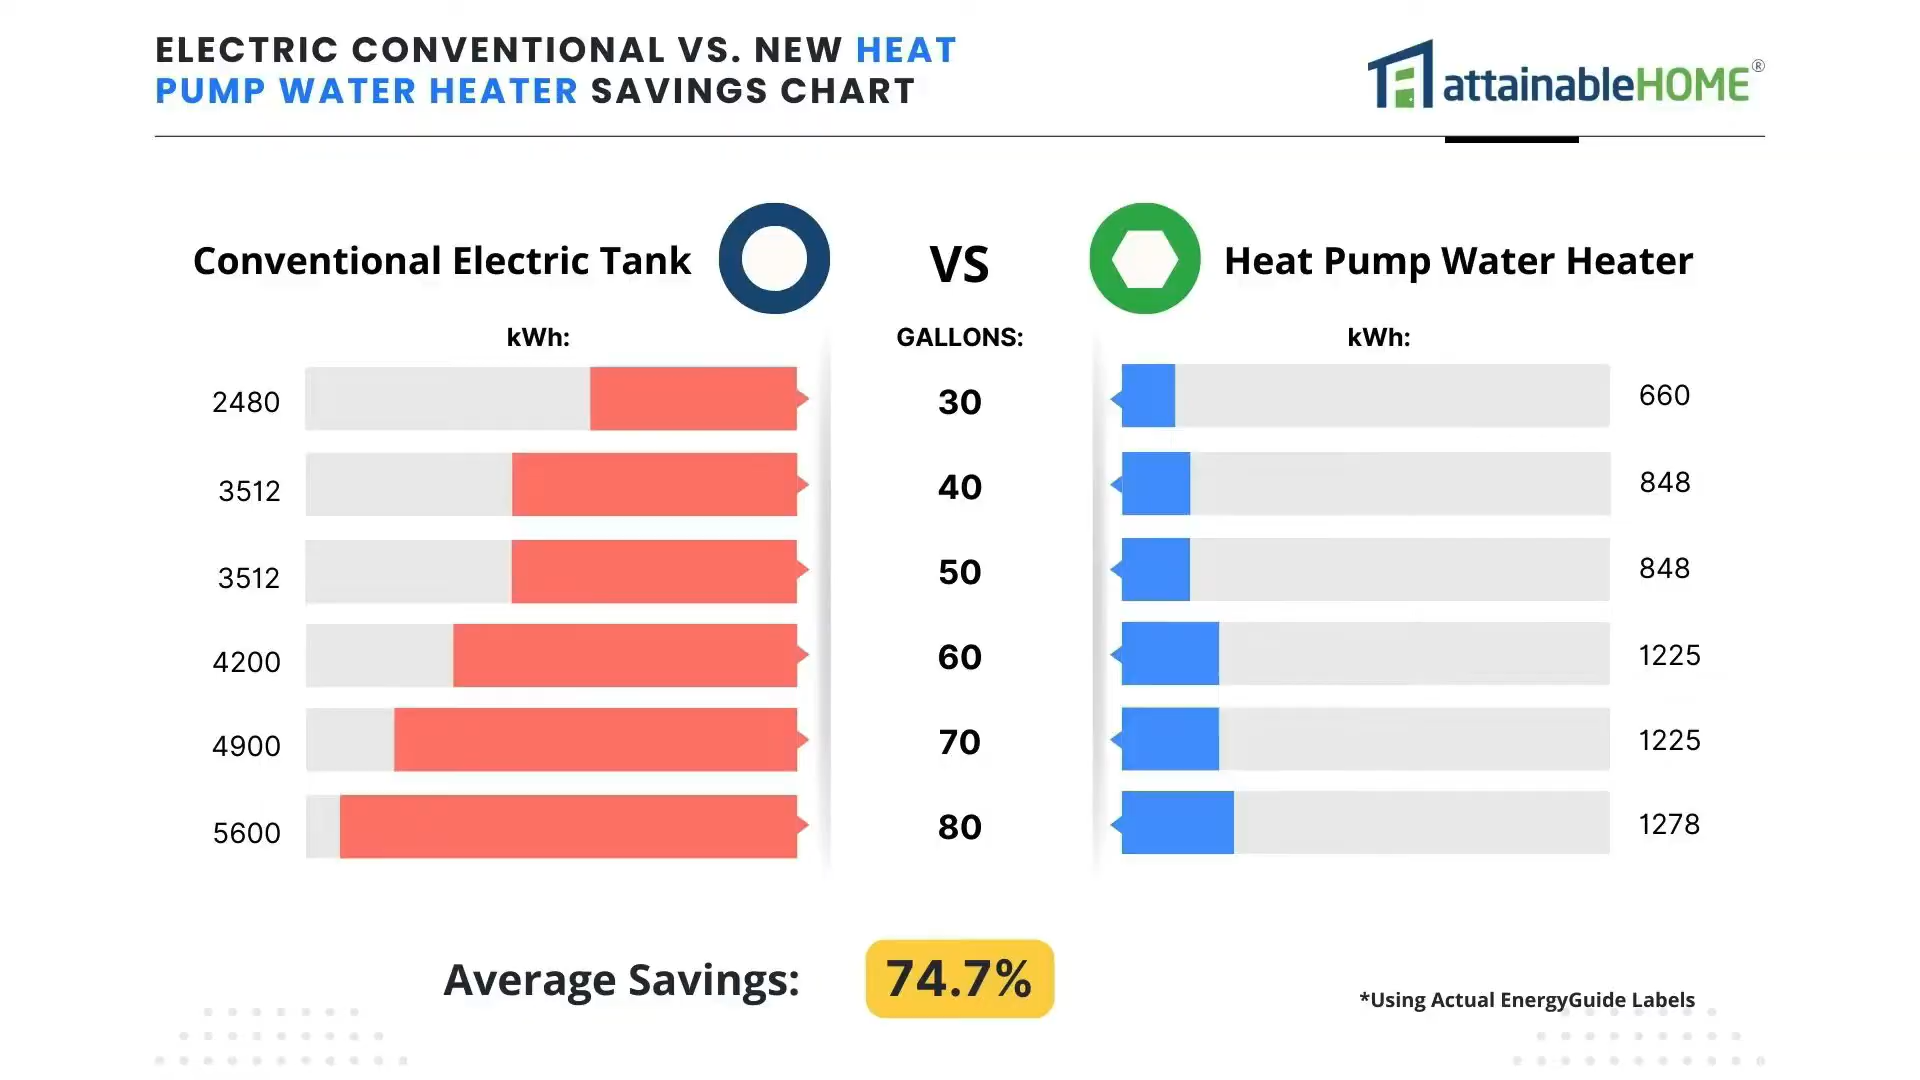 ELECTRIC CONVENTIONAL VS. NEW HEAT
PUMP WATER HEATER SAVINGS CHART
attainableHOME®
Conventional Electric Tank
VS
Heat Pump Water Heater
kWh:
GALLONS:
kWh:
2480
30
660
3512
40
848
3512
50
848
4200
60
1225
4900
70
1225
5600
80
1278
Average Savings:
74.7%
*Using Actual EnergyGuide Labels